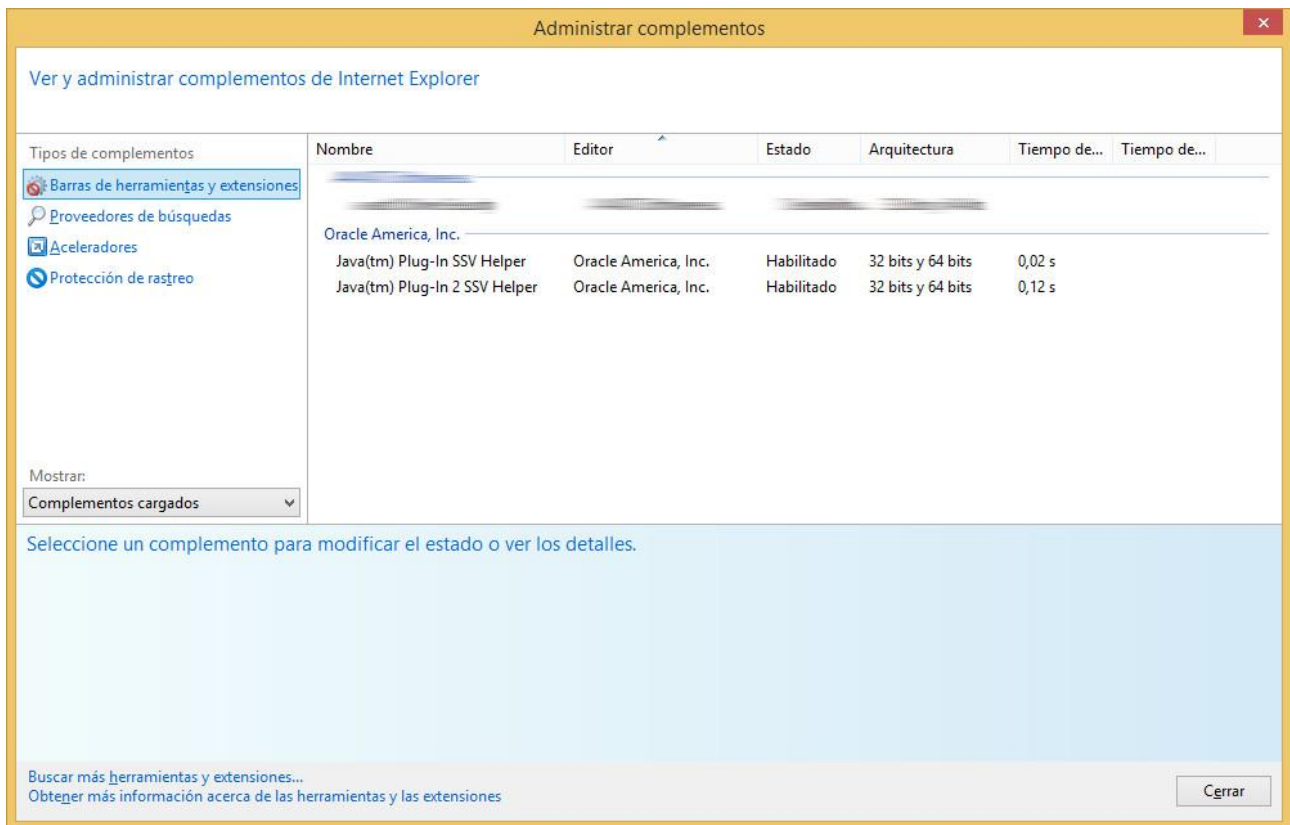 Administrar complementos
Ver y administrar complementos de Internet Explorer
Tipos de complementos
Barras de herramientas y extensiones
Proveedores de búsquedas
Aceleradores
Protección de rastreo
Mostrar:
Complementos cargados
Nombre Editor Estado Arquitectura Tiempo de... Tiempo de...
Oracle America, Inc.
Java(tm) Plug-In SSV Helper Oracle America, Inc. Habilitado 32 bits y 64 bits 0,02 s
Java(tm) Plug-In 2 SSV Helper Oracle America, Inc. Habilitado 32 bits y 64 bits 0,12 s
Seleccione un complemento para modificar el estado o ver los detalles.
Buscar más herramientas y extensiones...
Obtener más información acerca de las herramientas y las extensiones
Cerrar